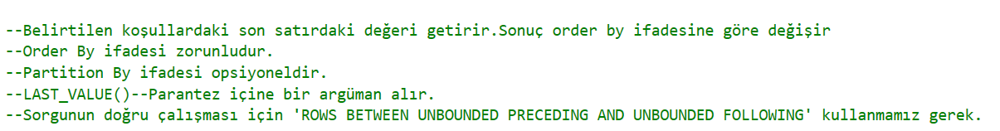 --Belirtilen koşullardaki son satırdaki değeri getirir.Sonuç order by ifadesine göre değişir
--Order By ifadesi zorunludur.
--Partition By ifadesi opsiyoneldir.
--LAST_VALUE()--Parantez içine bir argüman alır.
--Sorgunun doğru çalışması için 'ROWS BETWEEN UNBOUNDED PRECEDING AND UNBOUNDED FOLLOWING' kullanmamız gerek.